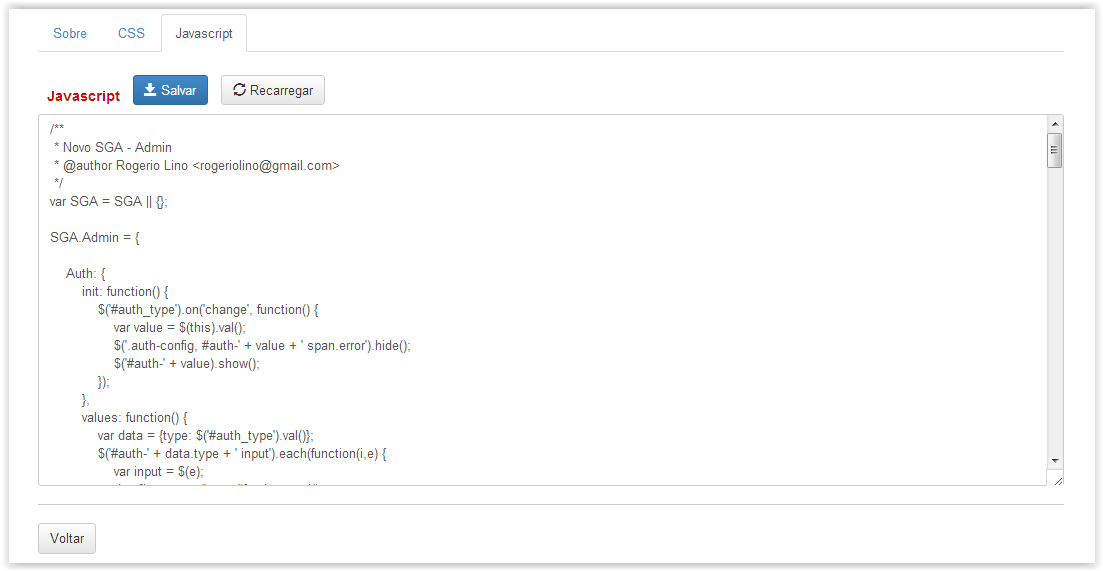 Sobre CSS Javascript
Javascript Salvar Recarregar
/**
* Novo SGA - Admin
* @author Rogerio Lino <rogeriolino@gmail.com>
*/
var SGA = SGA || {};
SGA.Admin = {
Auth: {
init: function() {
$('#auth_type').on('change', function() {
var value = $(this).val();
$('.auth-config, #auth-' + value + ' span.error').hide();
$('#auth-' + value).show();
});
},
values: function() {
var data = {type: $('#auth_type').val()};
$('#auth-' + data.type + ' input').each(function(i,e) {
var input = $(e);
Voltar